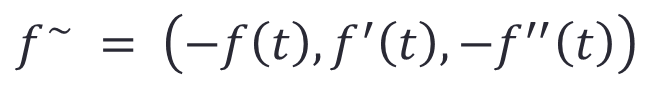 f~ = (−f(t), f′(t), −f″(t))